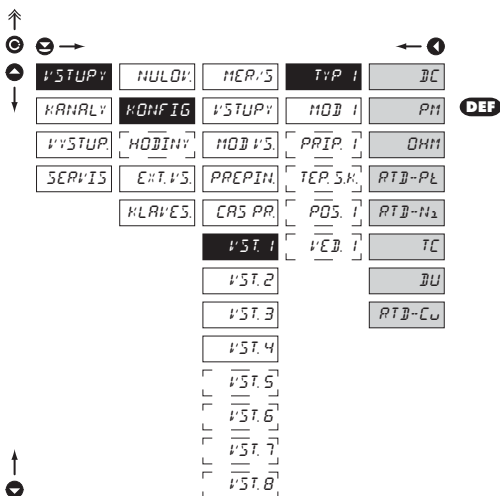 VSTUPY NULOV. MER/S TYP 1 DC
KANALY KONFIG VSTUPY MOD 1 PM DEF
VYSTUP. HODINY MOD VS. PRIP. 1 OHM
SERVIS EXT. VS. PREPIN. TEP. S.K. RTD-Pt
KLAVES. CAS PR. POS. 1 RTD-Ni
VST. 1 VED. 1 TC
VST. 2 DU
VST. 3 RTD-Cu
VST. 4
VST. 5
VST. 6
VST. 7
VST. 8